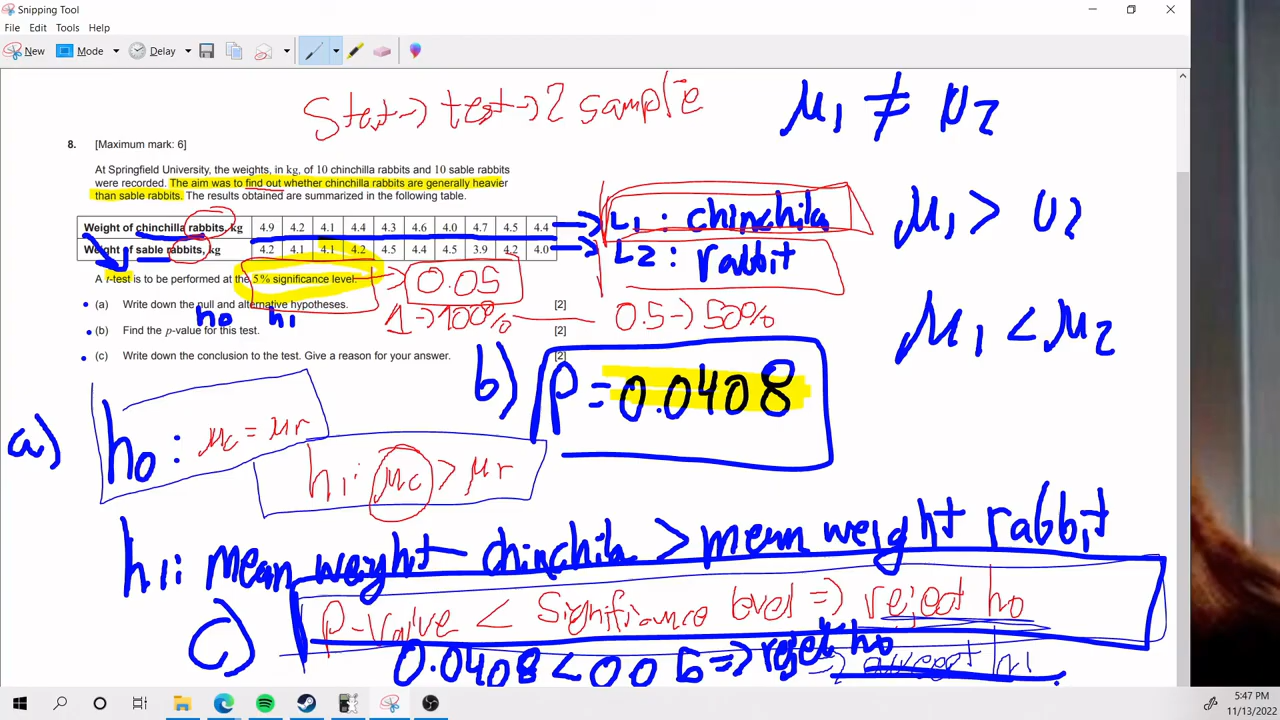 Snipping Tool
File Edit Tools Help
New Mode Delay
Stat-> test-> 2 sample
μ1 ≠ μ2
8. [Maximum mark: 6]
At Springfield University, the weights, in kg, of 10 chinchilla rabbits and 10 sable rabbits
were recorded. The aim was to find out whether chinchilla rabbits are generally heavier
than sable rabbits. The results obtained are summarized in the following table.
Weight of chinchilla rabbits, kg 4.9 4.2 4.1 4.4 4.3 4.6 4.0 4.7 4.5 4.4
L1: chinchila
μ1 > μ2
Weight of sable rabbits, kg 4.2 4.1 4.1 4.2 4.5 4.4 4.5 3.9 4.2 4.0
L2: rabbit
A t-test is to be performed at the 5% significance level.
0.05
(a) Write down the null and alternative hypotheses. [2]
h0 h1
1->100% 0.5->50%
μ1 < μ2
(b) Find the p-value for this test. [2]
(c) Write down the conclusion to the test. Give a reason for your answer. [2]
b) P=0.0408
a) h0: μc = μr
h1: μc > μr
h1: mean weight chinchila > mean weight rabbit
c) P-value < Significance level => reject h0
0.0408 < 0.05 => reject h0
=> accept h1
5:47 PM
11/13/2022